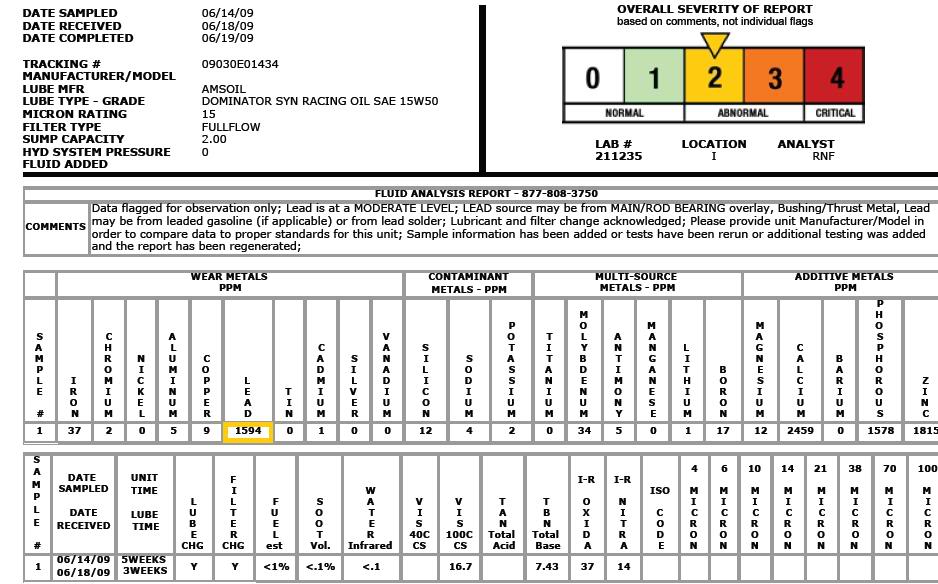 DATE SAMPLED 06/14/09
DATE RECEIVED 06/18/09
DATE COMPLETED 06/19/09
TRACKING # 09030E01434
MANUFACTURER/MODEL
LUBE MFR AMSOIL
LUBE TYPE - GRADE DOMINATOR SYN RACING OIL SAE 15W50
MICRON RATING 15
FILTER TYPE FULLFLOW
SUMP CAPACITY 2.00
HYD SYSTEM PRESSURE 0
FLUID ADDED
OVERALL SEVERITY OF REPORT
based on comments, not individual flags
0 1 2 3 4
NORMAL ABNORMAL CRITICAL
LAB # LOCATION ANALYST
211235 I RNF
FLUID ANALYSIS REPORT - 877-808-3750
COMMENTS
Data flagged for observation only; Lead is at a MODERATE LEVEL; LEAD source may be from MAIN/ROD BEARING overlay, Bushing/Thrust Metal, Lead
may be from leaded gasoline (if applicable) or from lead solder; Lubricant and filter change acknowledged; Please provide unit Manufacturer/Model in
order to compare data to proper standards for this unit; Sample information has been added or tests have been rerun or additional testing was added
and the report has been regenerated;
WEAR METALS PPM
CONTAMINANT METALS - PPM
MULTI-SOURCE METALS - PPM
ADDITIVE METALS PPM
SAMPLE # IRON CHROMIUM NICKEL ALUMINUM COPPER LEAD TIN CADMIUM SILVER VANADIUM SILICON SODIUM POTASSIUM TITANIUM MOLYBDENUM ANTIMONY MANGANESE LITHIUM BORON MAGNESIUM CALCIUM BARIUM PHOSPHOROUS ZINC
1 37 2 0 5 9 1594 0 1 0 0 12 4 2 0 34 5 0 1 17 12 2459 0 1578 1815
SAMPLE # DATE SAMPLED DATE RECEIVED UNIT TIME LUBE TIME LUBE CHG FILTER CHG FUEL est SOOT Vol. WATER Infrared VIS 40C CS VIS 100C CS TAN Total Acid TBN Total Base I-R OXIDA I-R NITRA ISO CODE 4 MICRON 6 MICRON 10 MICRON 14 MICRON 21 MICRON 38 MICRON 70 MICRON 100 MICRON
1 06/14/09 5WEEKS Y Y <1% <.1% <.1 16.7 7.43 37 14
06/18/09 3WEEKS